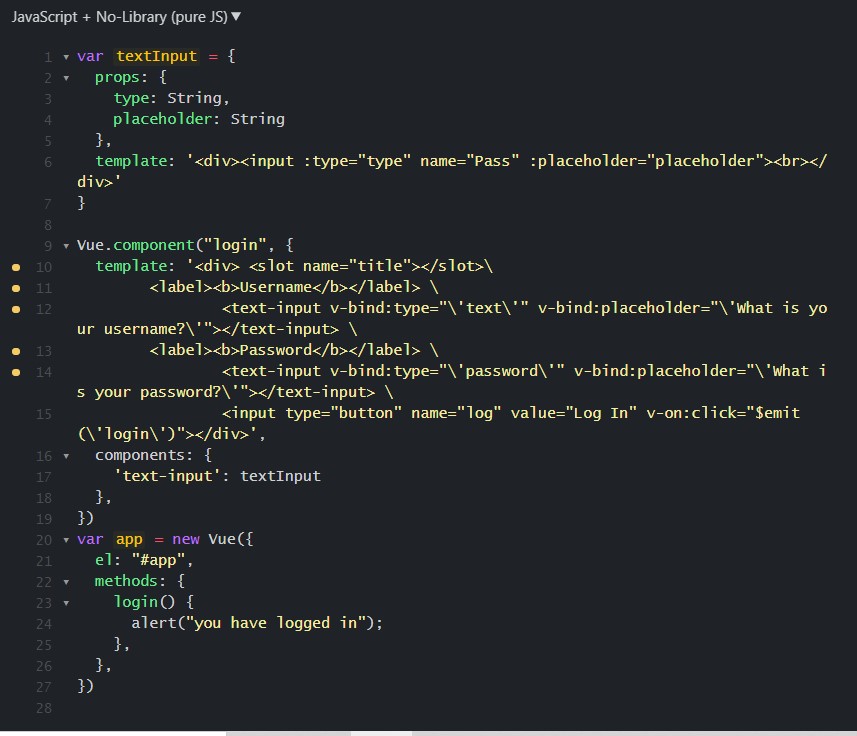 JavaScript + No-Library (pure JS) ▼
1 ▾ var textInput = {
2 ▾   props: {
3     type: String,
4     placeholder: String
5   },
6   template: '<div><input :type="type" name="Pass" :placeholder="placeholder"><br></
div>'
7 }
8
9 ▾ Vue.component("login", {
10   template: '<div> <slot name="title"></slot>\
11         <label><b>Username</b></label> \
12                 <text-input v-bind:type="\'text\'" v-bind:placeholder="\'What is yo
ur username?\'"></text-input> \
13         <label><b>Password</b></label> \
14                 <text-input v-bind:type="\'password\'" v-bind:placeholder="\'What i
s your password?\'"></text-input> \
15                 <input type="button" name="log" value="Log In" v-on:click="$emit
(\'login\')"></div>',
16 ▾   components: {
17     'text-input': textInput
18   },
19 })
20 ▾ var app = new Vue({
21   el: "#app",
22 ▾   methods: {
23 ▾     login() {
24       alert("you have logged in");
25     },
26   },
27 })
28